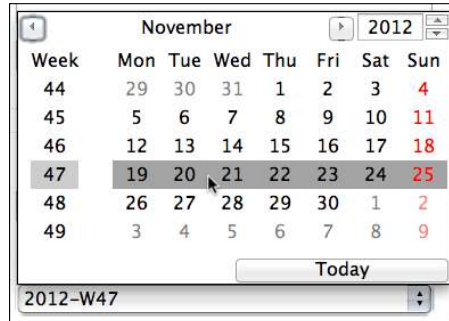 November 2012
Week Mon Tue Wed Thu Fri Sat Sun
44 29 30 31 1 2 3 4
45 5 6 7 8 9 10 11
46 12 13 14 15 16 17 18
47 19 20 21 22 23 24 25
48 26 27 28 29 30 1 2
49 3 4 5 6 7 8 9
Today
2012-W47